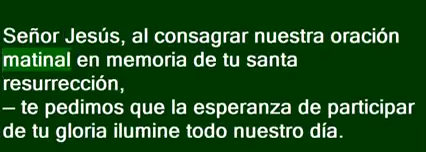 Señor Jesús, al consagrar nuestra oración
matinal en memoria de tu santa
resurrección,
– te pedimos que la esperanza de participar
de tu gloria ilumine todo nuestro día.